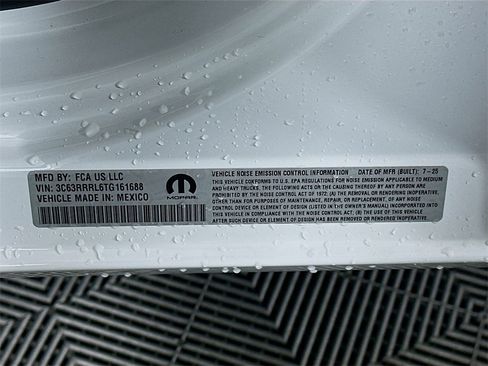 MFD BY: FCA US LLC
VIN: 3C63RRRL6TG161688
VEHICLE MADE IN: MEXICO
MOPAR
VEHICLE NOISE EMISSION CONTROL INFORMATION DATE OF MFR (BUILT): 7-25
THIS VEHICLE CONFORMS TO U.S. EPA REGULATIONS FOR NOISE EMISSION APPLICABLE TO MEDIUM
AND HEAVY TRUCKS, THE FOLLOWING ACTS OR THE CAUSING THEREOF BY ANY PERSON ARE
PROHIBITED BY THE NOISE CONTROL ACT OF 1972: (A) THE REMOVAL OR RENDERING INOPERATIVE,
OTHER THAN FOR PURPOSES OF MAINTENANCE, REPAIR, OR REPLACEMENT, OF ANY NOISE
CONTROL DEVICE OR ELEMENT OF DESIGN (LISTED IN THE OWNER'S MANUAL) INCORPORATED INTO
THIS VEHICLE IN COMPLIANCE WITH THE NOISE CONTROL ACT; (B) THE USE OF THIS VEHICLE AFTER
SUCH DEVICE OR ELEMENT OF DESIGN HAS BEEN REMOVED OR RENDERED INOPERATIVE.